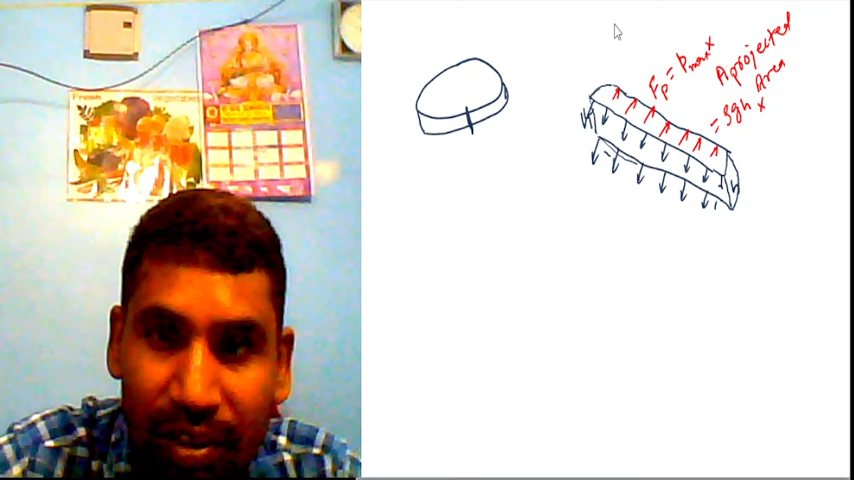 Fp = Pmax x
Aprojected
Area
= ρgh x